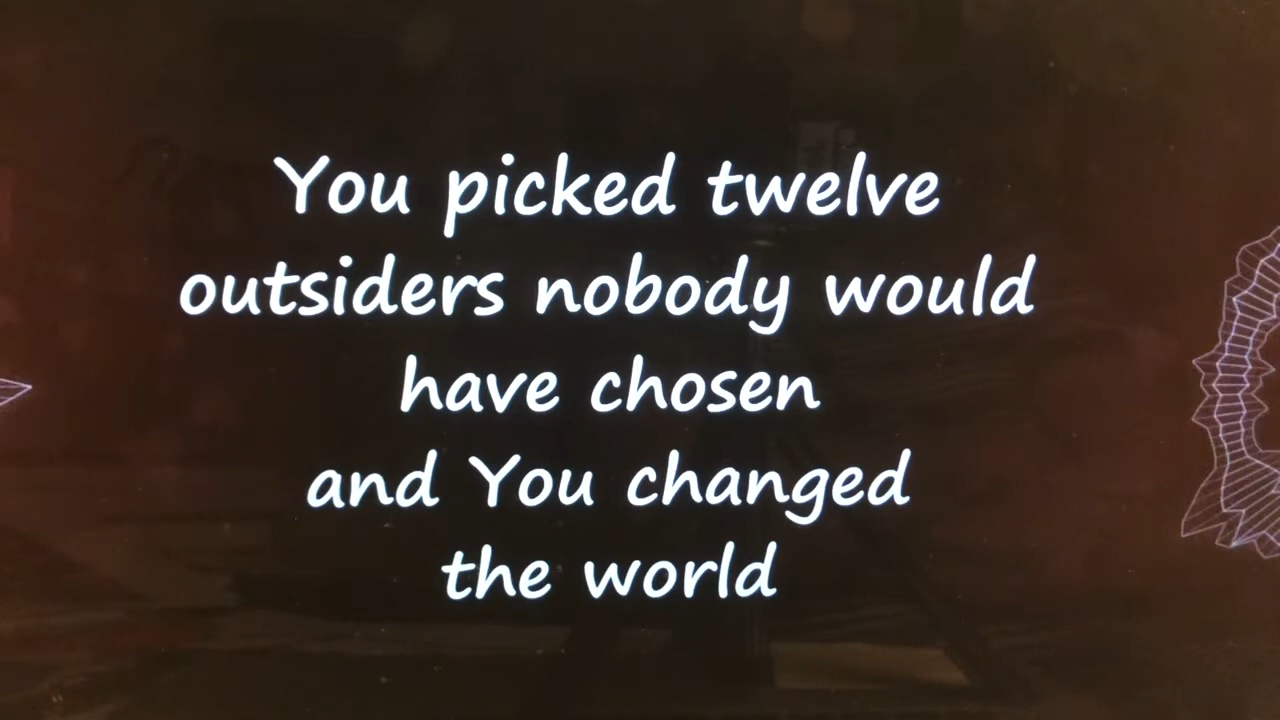 You picked twelve
outsiders nobody would
have chosen
and You changed
the world